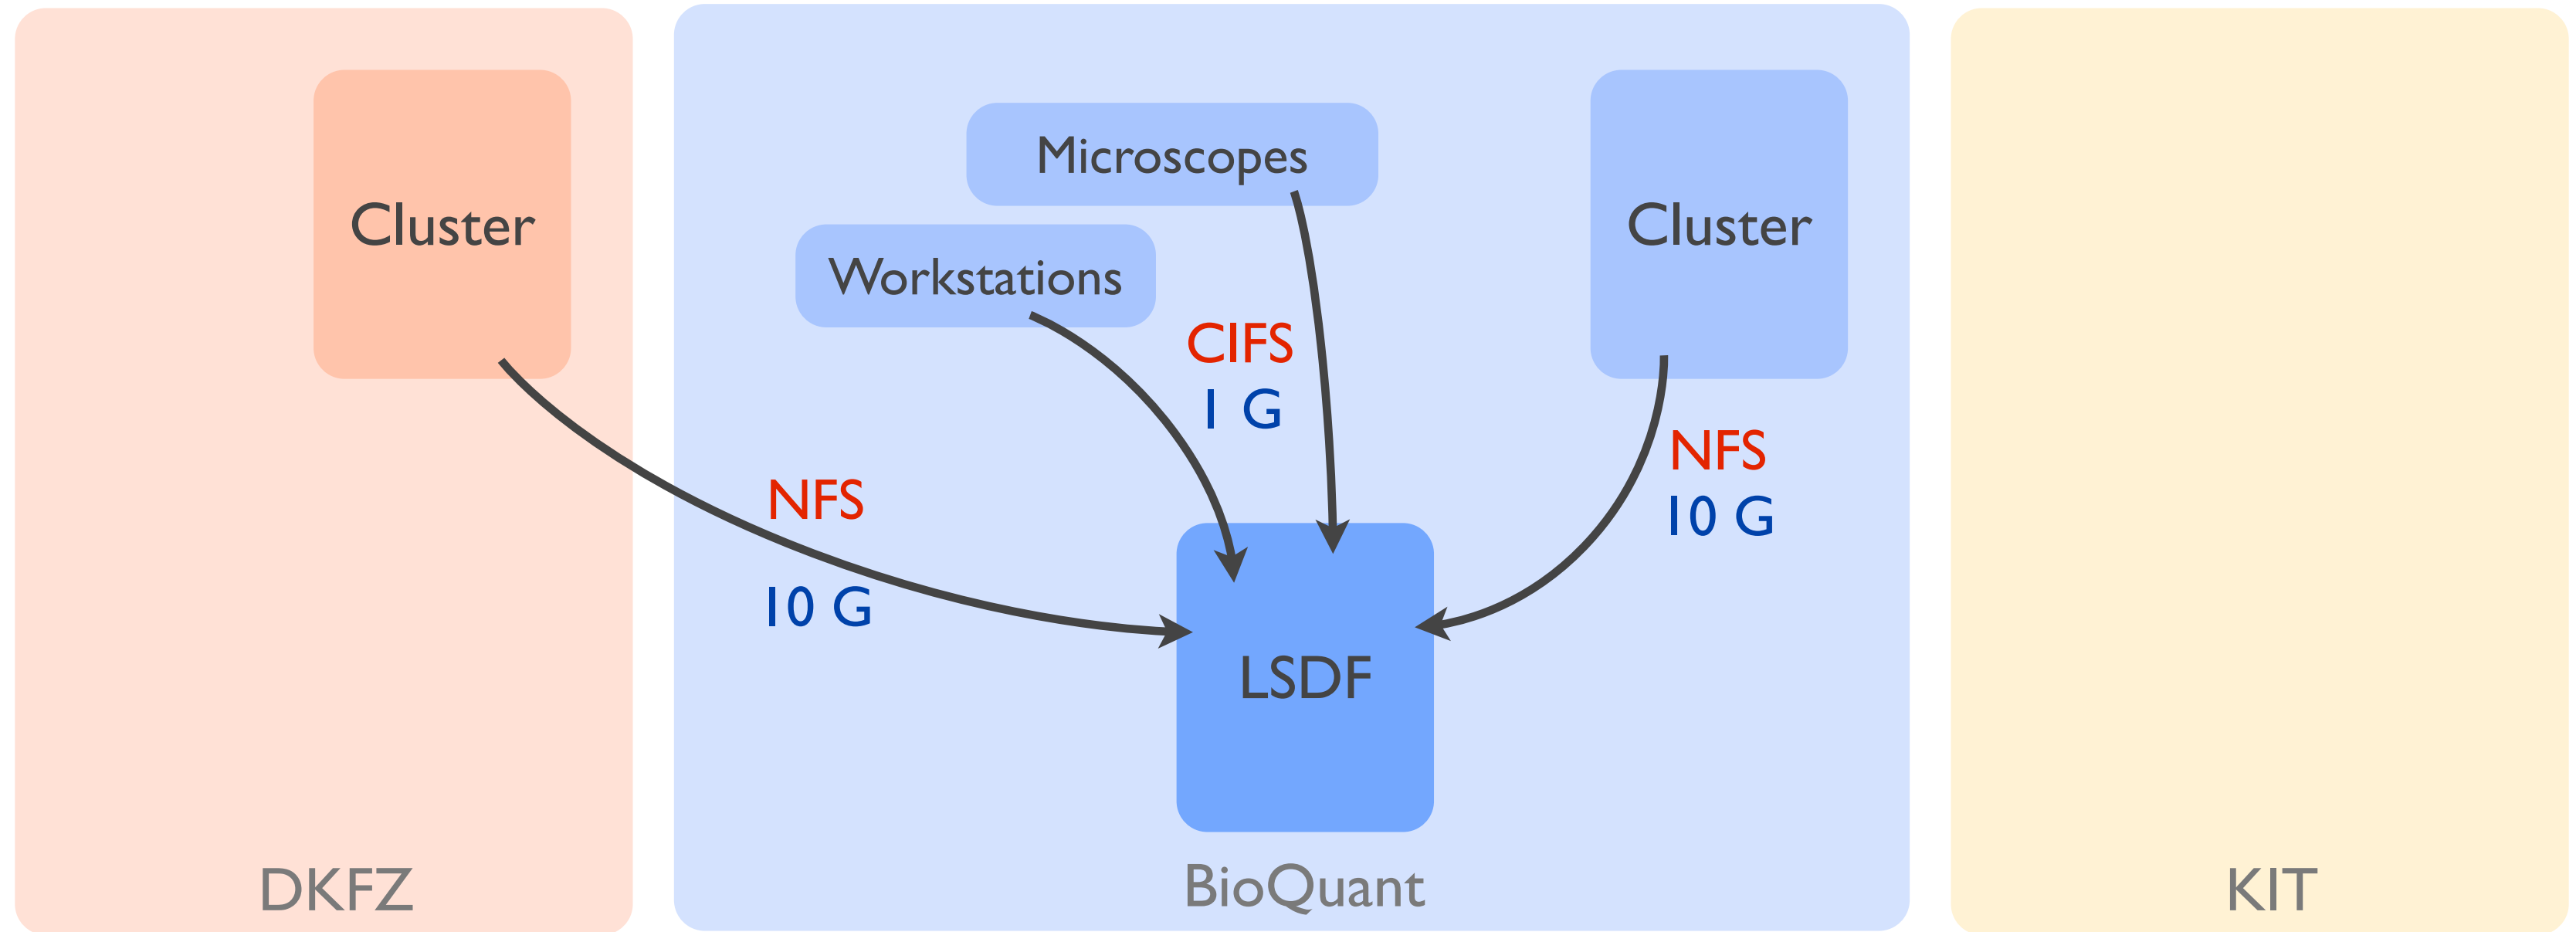 Microscopes
Cluster
Cluster
Workstations
CIFS
1 G
NFS
10 G
NFS
10 G
LSDF
DKFZ
BioQuant
KIT